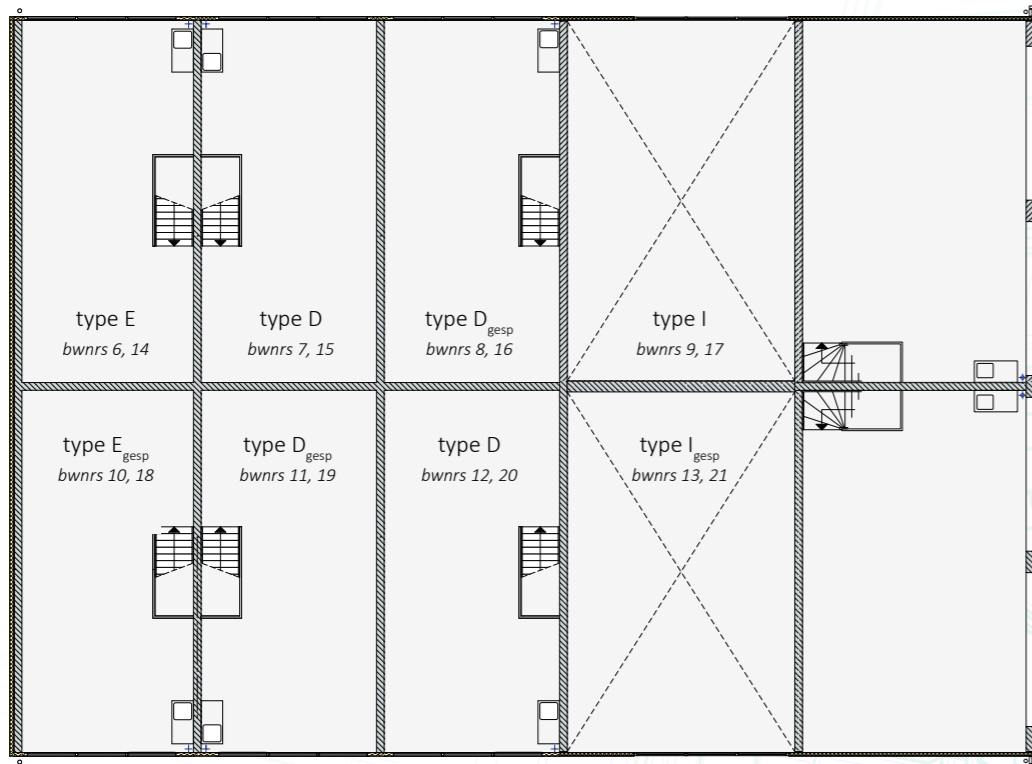 type E
bwnrs 6, 14
type D
bwnrs 7, 15
type Dgesp
bwnrs 8, 16
type I
bwnrs 9, 17
type Egesp
bwnrs 10, 18
type Dgesp
bwnrs 11, 19
type D
bwnrs 12, 20
type Igesp
bwnrs 13, 21